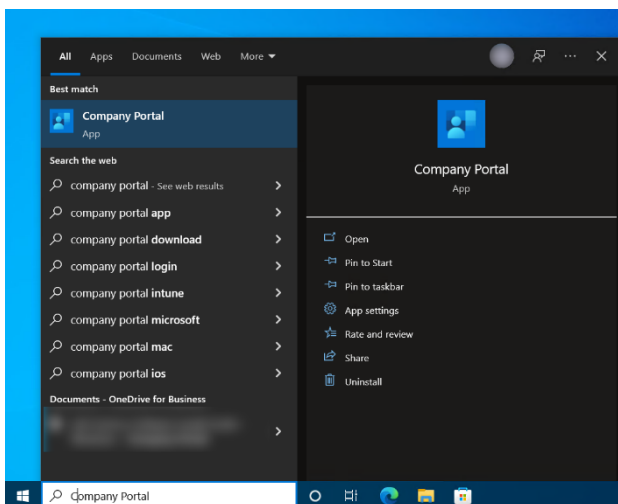 All Apps Documents Web More
Best match
Company Portal
App
Search the web
company portal - See web results
company portal app
company portal download
company portal login
company portal intune
company portal microsoft
company portal mac
company portal ios
Documents - OneDrive for Business
Company Portal
App
Open
Pin to Start
Pin to taskbar
App settings
Rate and review
Share
Uninstall
Company Portal